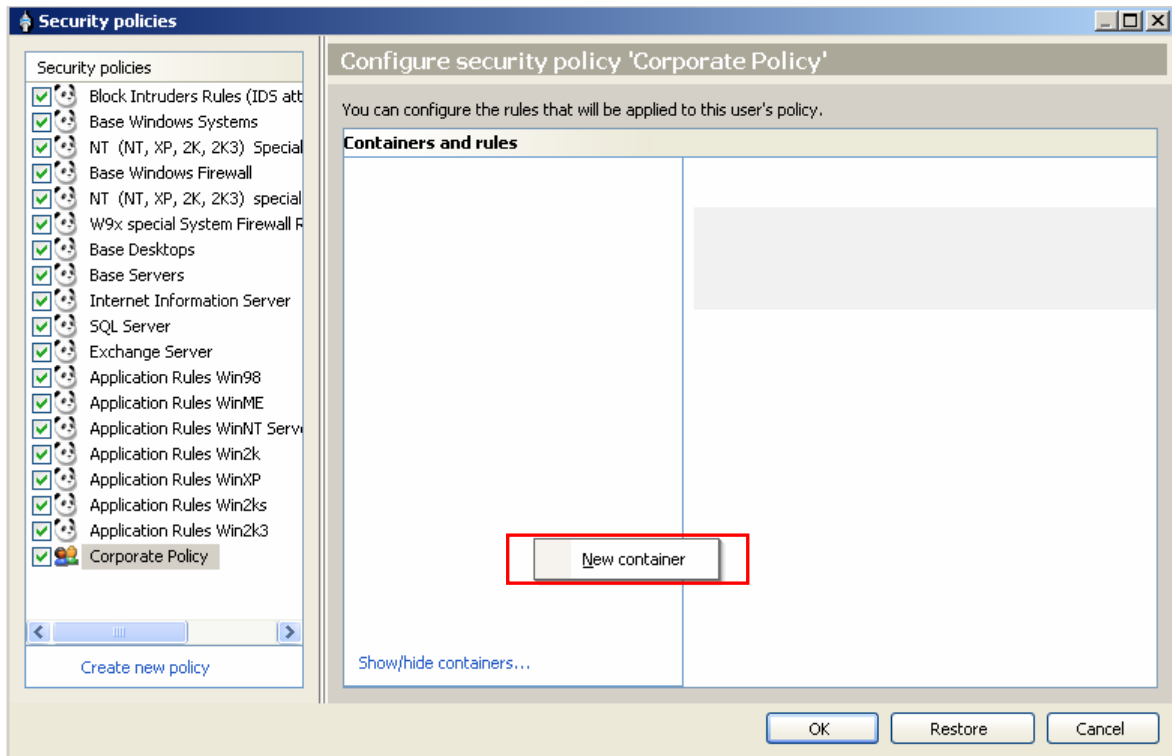 Security policies
Security policies
Block Intruders Rules (IDS att
Base Windows Systems
NT (NT, XP, 2K, 2K3) Special
Base Windows Firewall
NT (NT, XP, 2K, 2K3) special
W9x special System Firewall R
Base Desktops
Base Servers
Internet Information Server
SQL Server
Exchange Server
Application Rules Win98
Application Rules WinME
Application Rules WinNT Serv
Application Rules Win2k
Application Rules WinXP
Application Rules Win2ks
Application Rules Win2k3
Corporate Policy
Create new policy
Configure security policy 'Corporate Policy'
You can configure the rules that will be applied to this user's policy.
Containers and rules
New container
Show/hide containers...
OK
Restore
Cancel